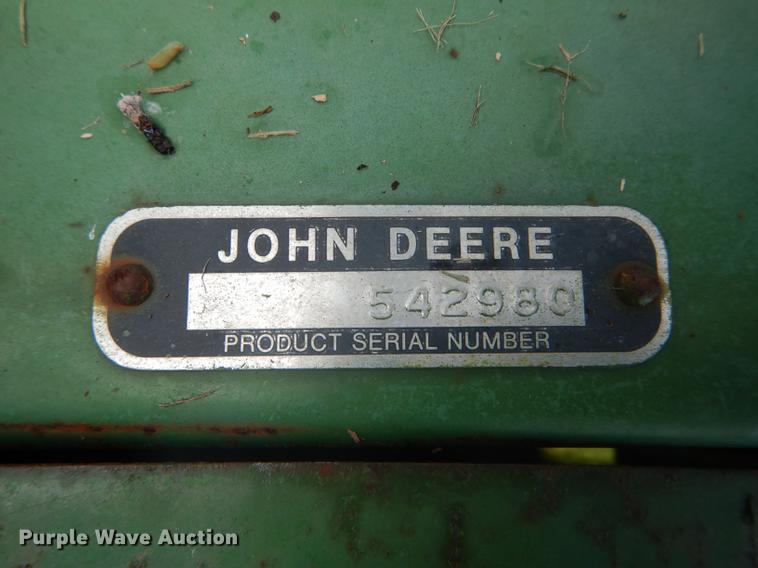 JOHN DEERE
542980
PRODUCT SERIAL NUMBER
Purple Wave Auction